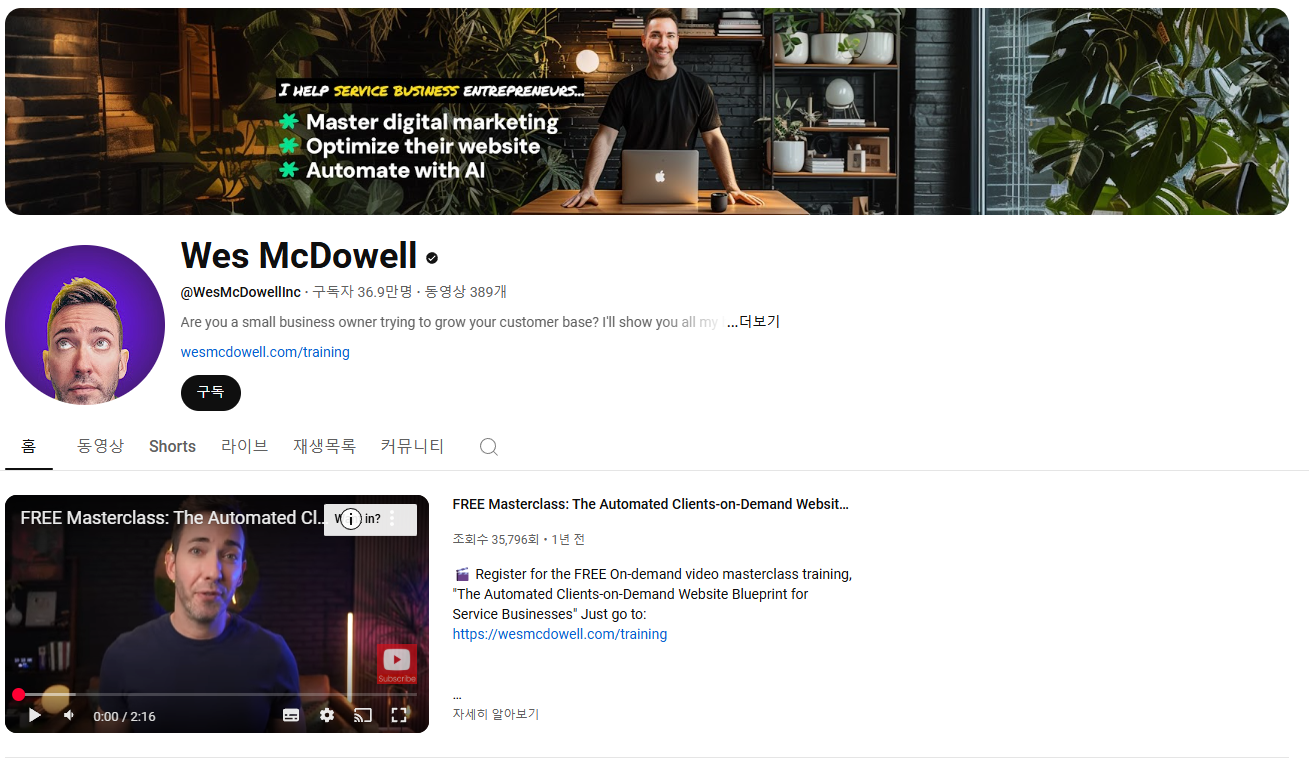 I HELP SERVICE BUSINESS ENTREPRENEURS...
Master digital marketing
Optimize their website
Automate with AI
Wes McDowell
@WesMcDowellInc · 구독자 36.9만명 · 동영상 389개
Are you a small business owner trying to grow your customer base? I'll show you all my ...더보기
wesmcdowell.com/training
구독
홈 동영상 Shorts 라이브 재생목록 커뮤니티
FREE Masterclass: The Automated Cl...
in?
Subscribe
0:00 / 2:16
FREE Masterclass: The Automated Clients-on-Demand Websit...
조회수 35,796회 • 1년 전
🎬 Register for the FREE On-demand video masterclass training,
"The Automated Clients-on-Demand Website Blueprint for
Service Businesses" Just go to:
https://wesmcdowell.com/training
...
자세히 알아보기